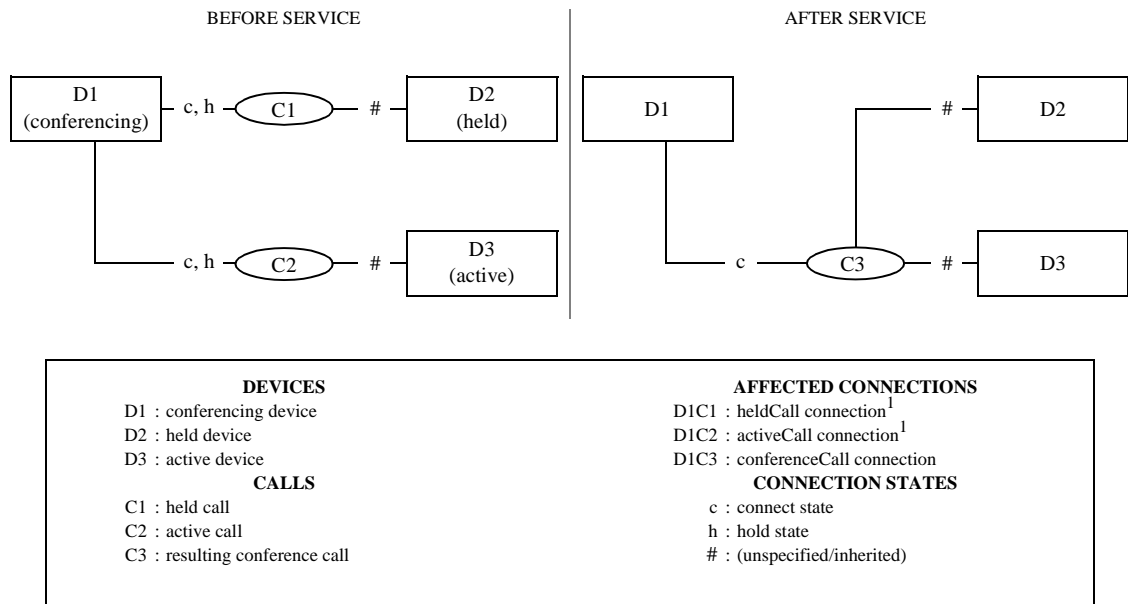 BEFORE SERVICE
AFTER SERVICE
D1
(conferencing)
c, h
C1
#
D2
(held)
c, h
C2
#
D3
(active)
D1
#
D2
c
C3
#
D3
DEVICES
D1 : conferencing device
D2 : held device
D3 : active device
CALLS
C1 : held call
C2 : active call
C3 : resulting conference call
AFFECTED CONNECTIONS
D1C1 : heldCall connection1
D1C2 : activeCall connection1
D1C3 : conferenceCall connection
CONNECTION STATES
c : connect state
h : hold state
# : (unspecified/inherited)